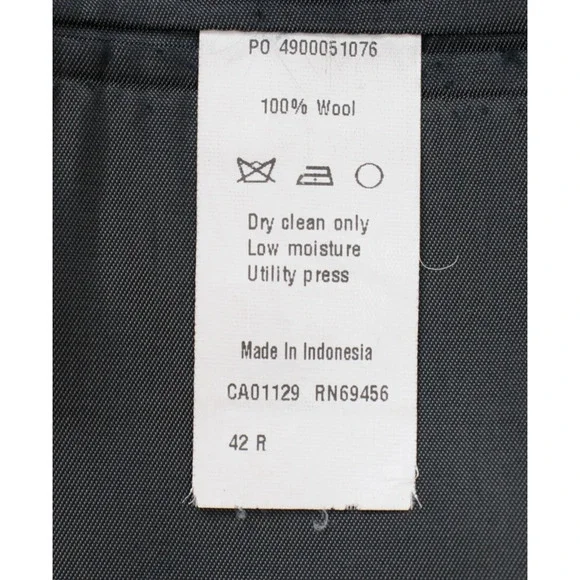 PO 4900051076
100% Wool
Dry clean only
Low moisture
Utility press
Made In Indonesia
CA01129 RN69456
42 R